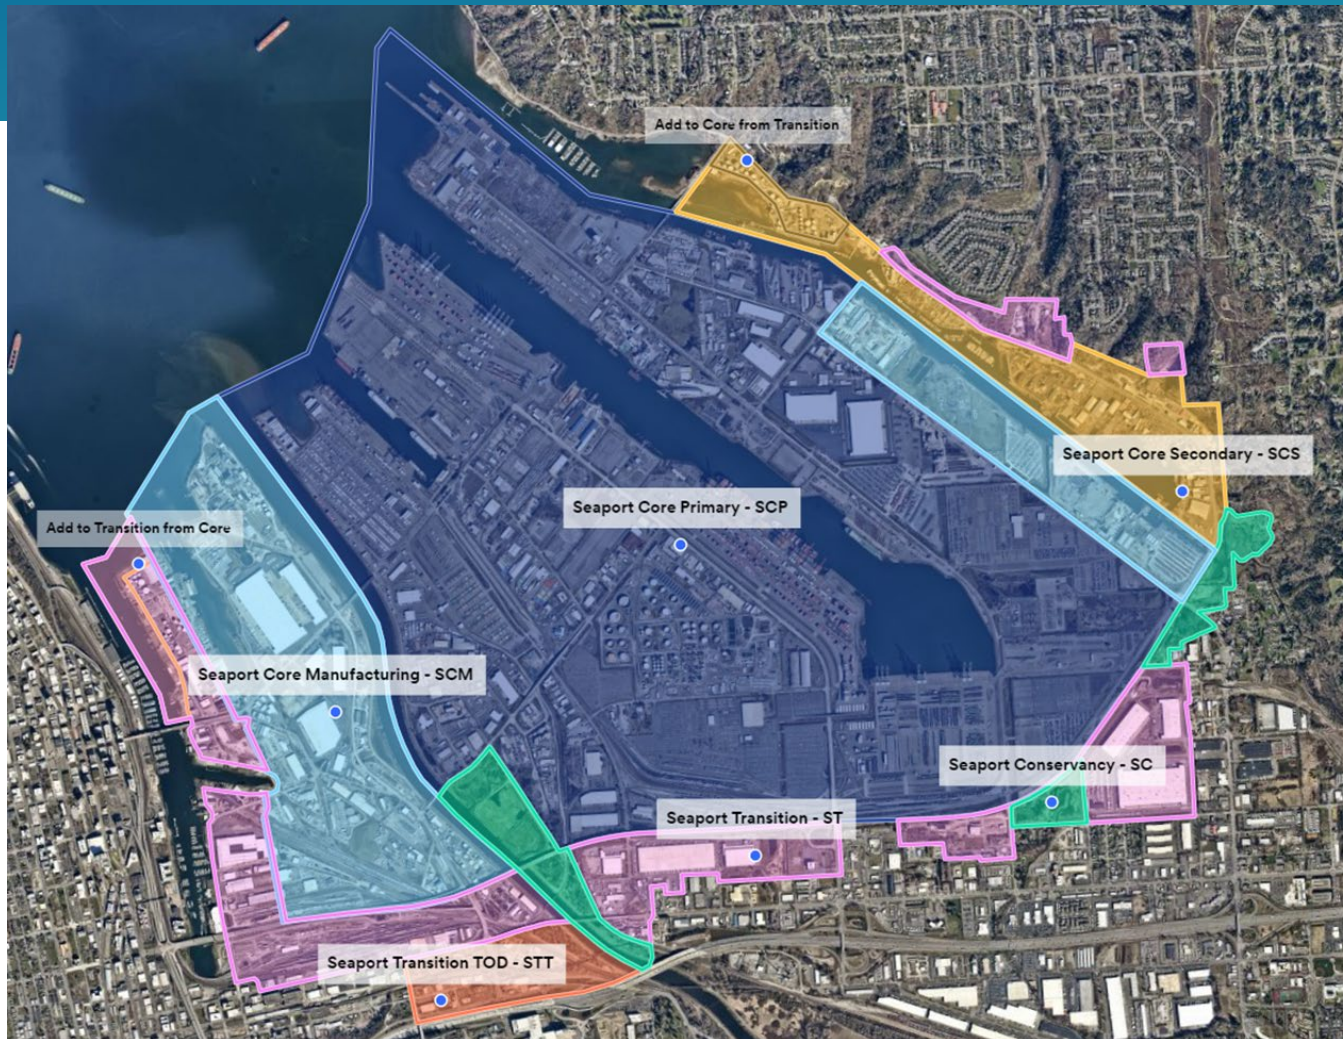 Add to Core from Transition
Seaport Core Secondary - SCS
Seaport Core Primary - SCP
Add to Transition from Core
Seaport Core Manufacturing - SCM
Seaport Conservancy - SC
Seaport Transition - ST
Seaport Transition TOD - STT